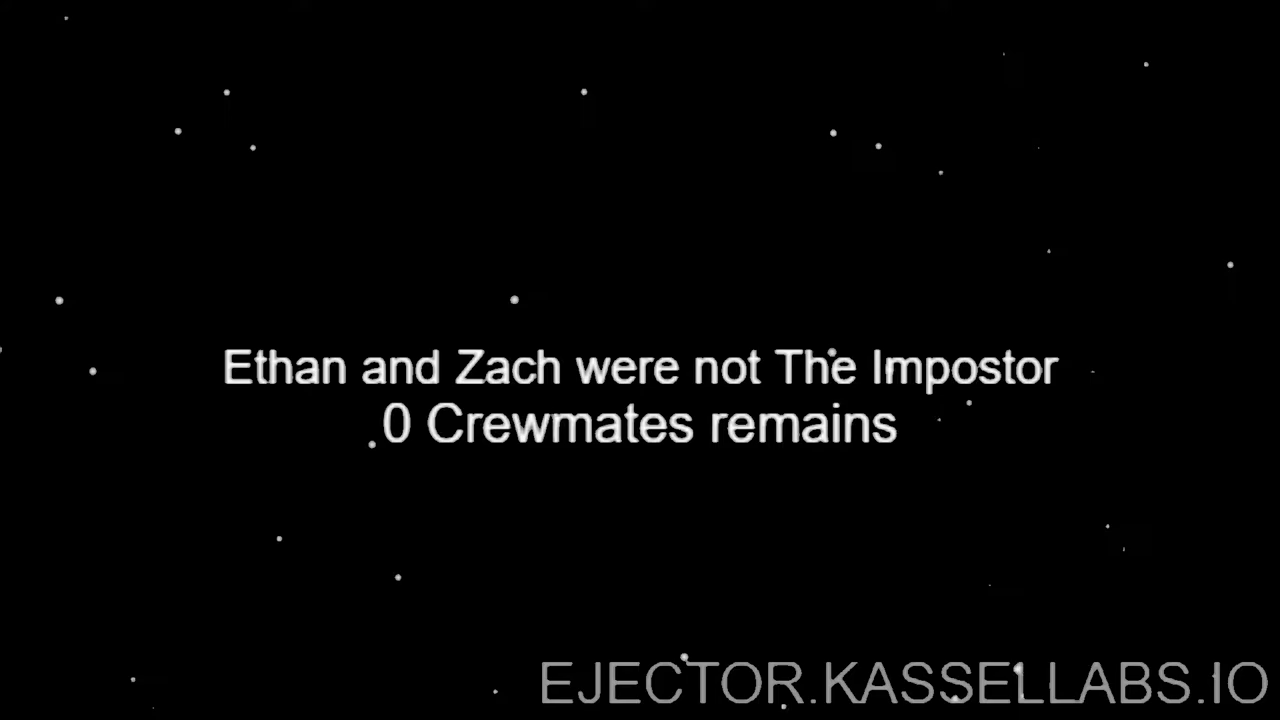 Ethan and Zach were not The Impostor
0 Crewmates remains
EJECTOR.KASSELLABS.IO